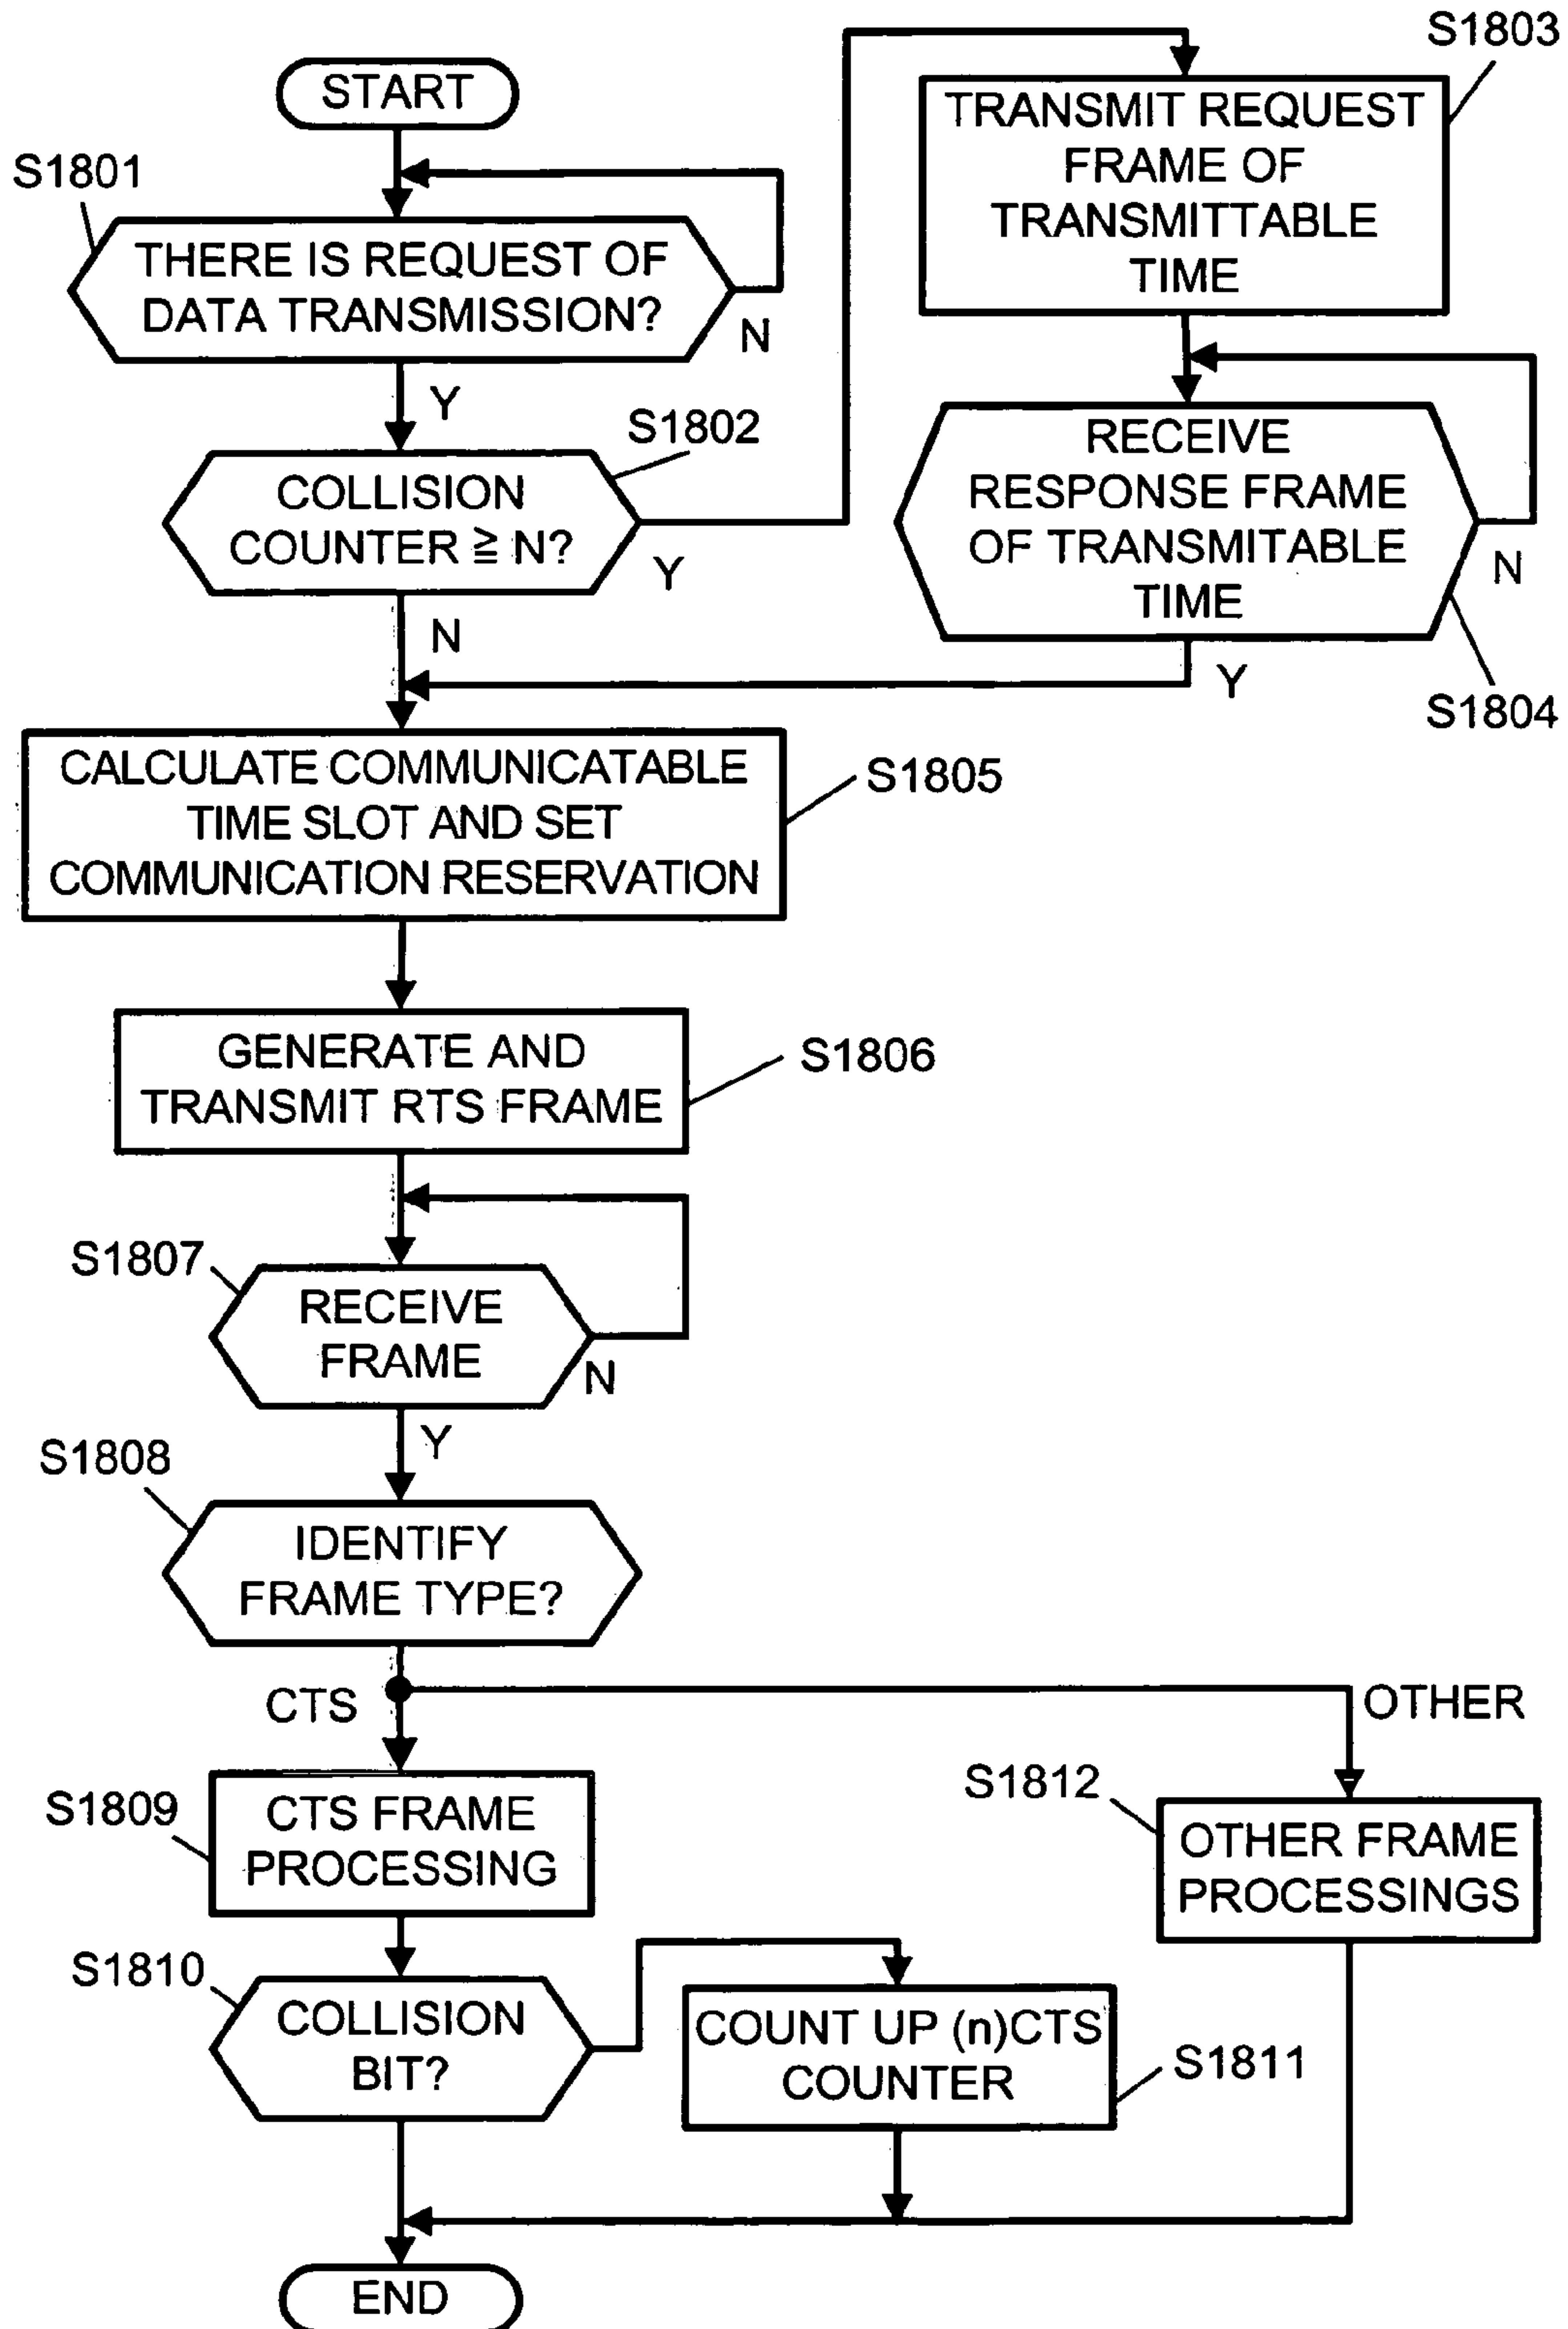 START
S1801
THERE IS REQUEST OF
DATA TRANSMISSION?
N
Y
S1802
COLLISION
COUNTER ≧ N?
Y
N
S1803
TRANSMIT REQUEST
FRAME OF
TRANSMITTABLE
TIME
RECEIVE
RESPONSE FRAME
OF TRANSMITABLE
TIME
N
Y
S1804
CALCULATE COMMUNICATABLE
TIME SLOT AND SET
COMMUNICATION RESERVATION
S1805
GENERATE AND
TRANSMIT RTS FRAME
S1806
S1807
RECEIVE
FRAME
N
Y
S1808
IDENTIFY
FRAME TYPE?
CTS
OTHER
S1809
CTS FRAME
PROCESSING
S1812
OTHER FRAME
PROCESSINGS
S1810
COLLISION
BIT?
COUNT UP (n)CTS
COUNTER
S1811
END